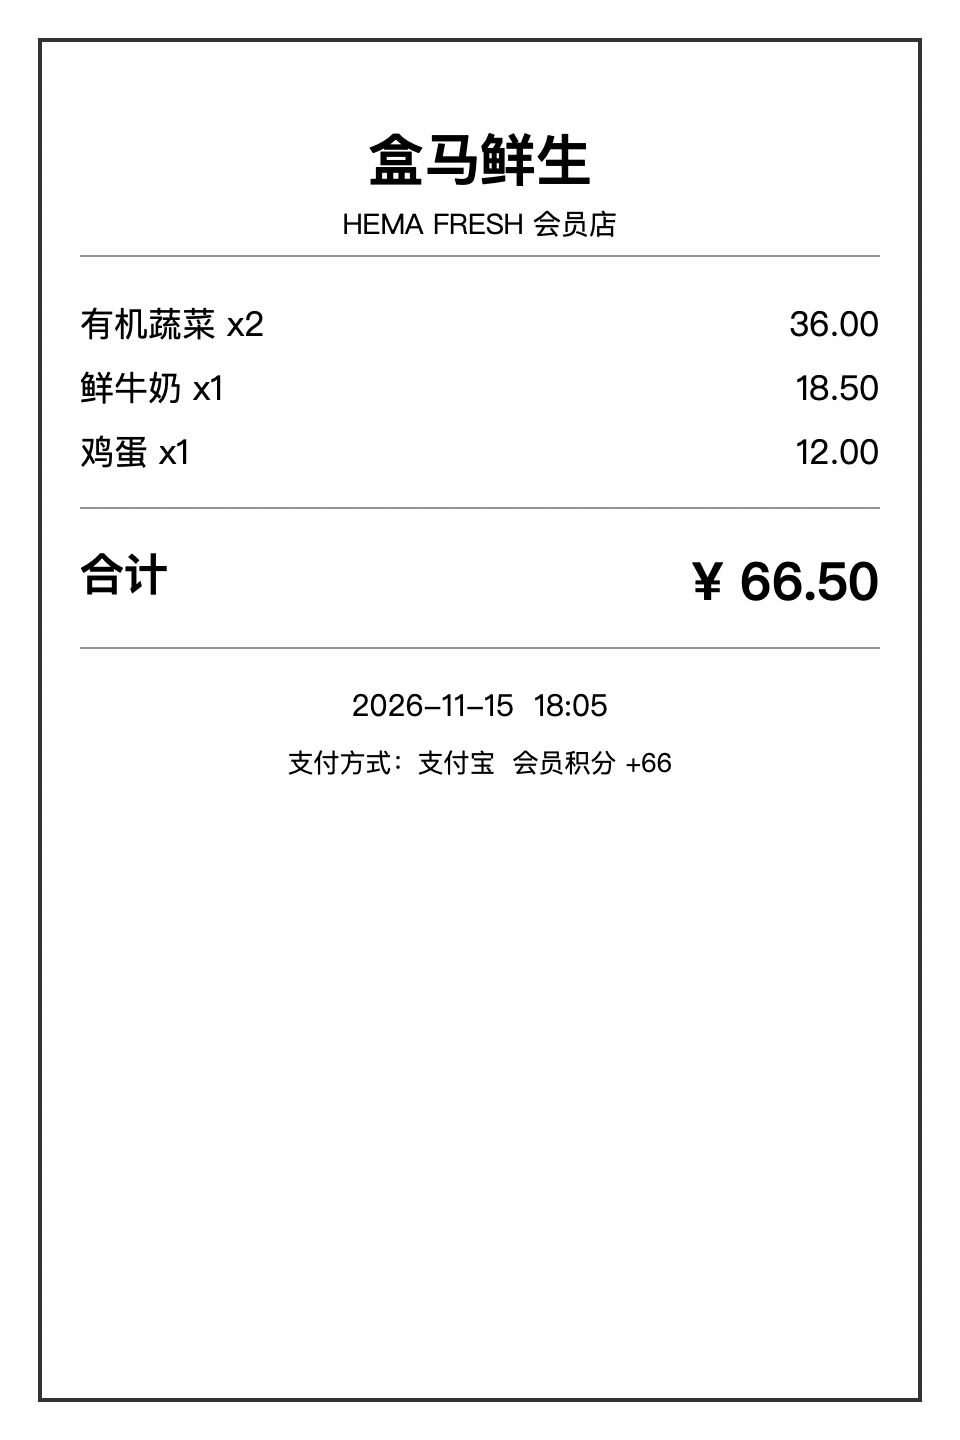 盒马鲜生
HEMA FRESH 会员店
有机蔬菜 x2 36.00
鲜牛奶 x1 18.50
鸡蛋 x1 12.00
合计 ¥ 66.50
2026-11-15 18:05
支付方式：支付宝 会员积分 +66